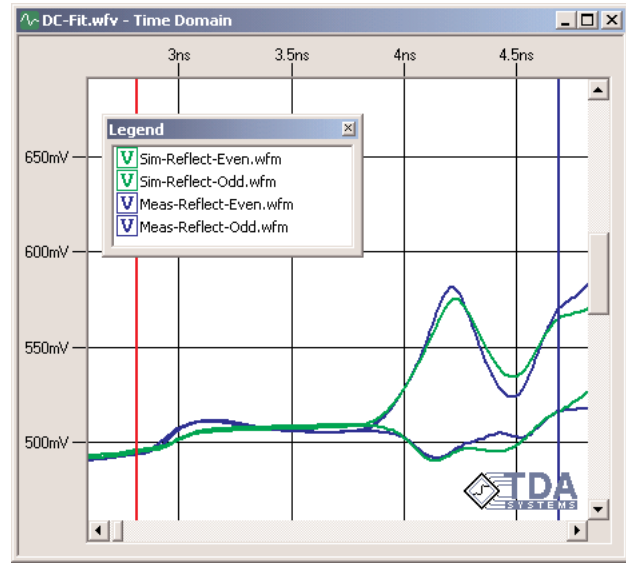 DC-Fit.wfv - Time Domain
3ns 3.5ns 4ns 4.5ns
Legend
V Sim-Reflect-Even.wfm
V Sim-Reflect-Odd.wfm
V Meas-Reflect-Even.wfm
V Meas-Reflect-Odd.wfm
650mV
600mV
550mV
500mV
TDA
SYSTEMS